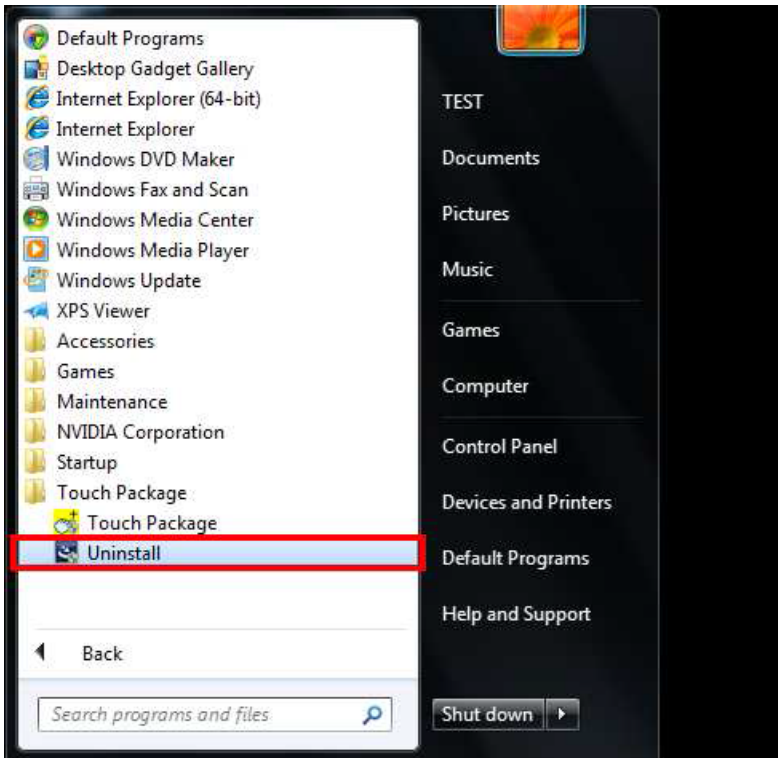 Default Programs
Desktop Gadget Gallery
Internet Explorer (64-bit)
Internet Explorer
Windows DVD Maker
Windows Fax and Scan
Windows Media Center
Windows Media Player
Windows Update
XPS Viewer
Accessories
Games
Maintenance
NVIDIA Corporation
Startup
Touch Package
Touch Package
Uninstall
Back
Search programs and files
TEST
Documents
Pictures
Music
Games
Computer
Control Panel
Devices and Printers
Default Programs
Help and Support
Shut down